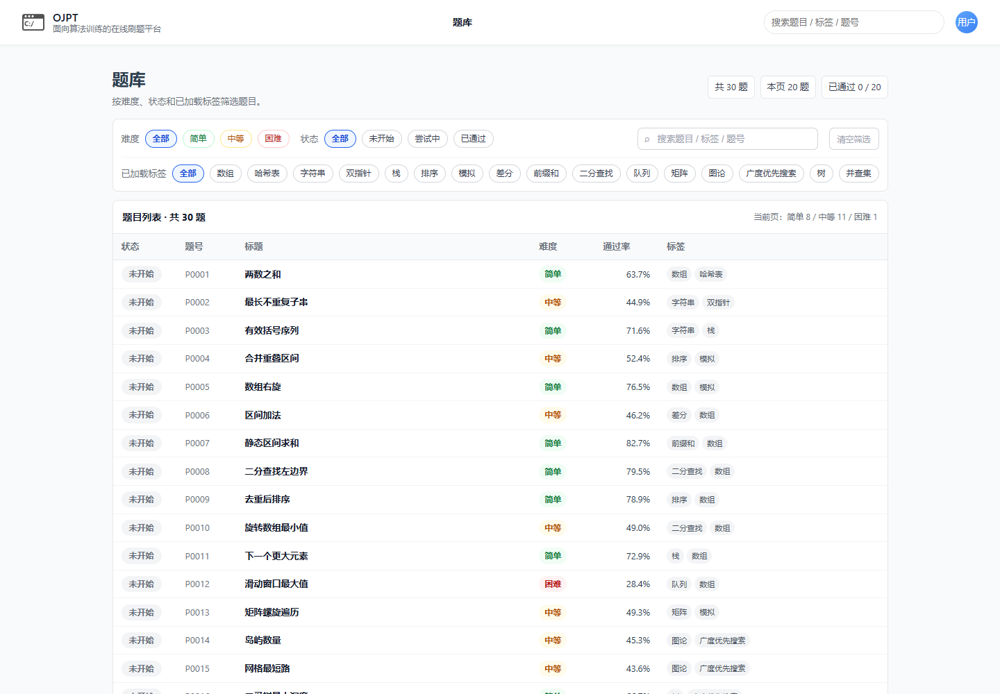 OJPT
面向算法训练的在线刷题平台
题库
搜索题目 / 标签 / 题号
用户
题库
按难度、状态和已加载标签筛选题目。
共 30 题 本页 20 题 已通过 0 / 20
难度 全部 简单 中等 困难 状态 全部 未开始 尝试中 已通过 搜索题目 / 标签 / 题号 清空筛选
已加载标签 全部 数组 哈希表 字符串 双指针 栈 排序 模拟 差分 前缀和 二分查找 队列 矩阵 图论 广度优先搜索 树 并查集
题目列表 · 共 30 题 当前页：简单 8 / 中等 11 / 困难 1
状态 题号 标题 难度 通过率 标签
未开始 P0001 两数之和 简单 63.7% 数组 哈希表
未开始 P0002 最长不重复子串 中等 44.9% 字符串 双指针
未开始 P0003 有效括号序列 简单 71.6% 字符串 栈
未开始 P0004 合并重叠区间 中等 52.4% 排序 模拟
未开始 P0005 数组右旋 简单 76.5% 数组 模拟
未开始 P0006 区间加法 中等 46.2% 差分 数组
未开始 P0007 静态区间求和 简单 82.7% 前缀和 数组
未开始 P0008 二分查找左边界 简单 79.5% 二分查找 数组
未开始 P0009 去重后排序 简单 78.9% 排序 数组
未开始 P0010 旋转数组最小值 中等 49.0% 二分查找 数组
未开始 P0011 下一个更大元素 简单 72.9% 栈 数组
未开始 P0012 滑动窗口最大值 困难 28.4% 队列 数组
未开始 P0013 矩阵螺旋遍历 中等 49.3% 矩阵 模拟
未开始 P0014 岛屿数量 中等 45.3% 图论 广度优先搜索
未开始 P0015 网格最短路 中等 43.6% 图论 广度优先搜索